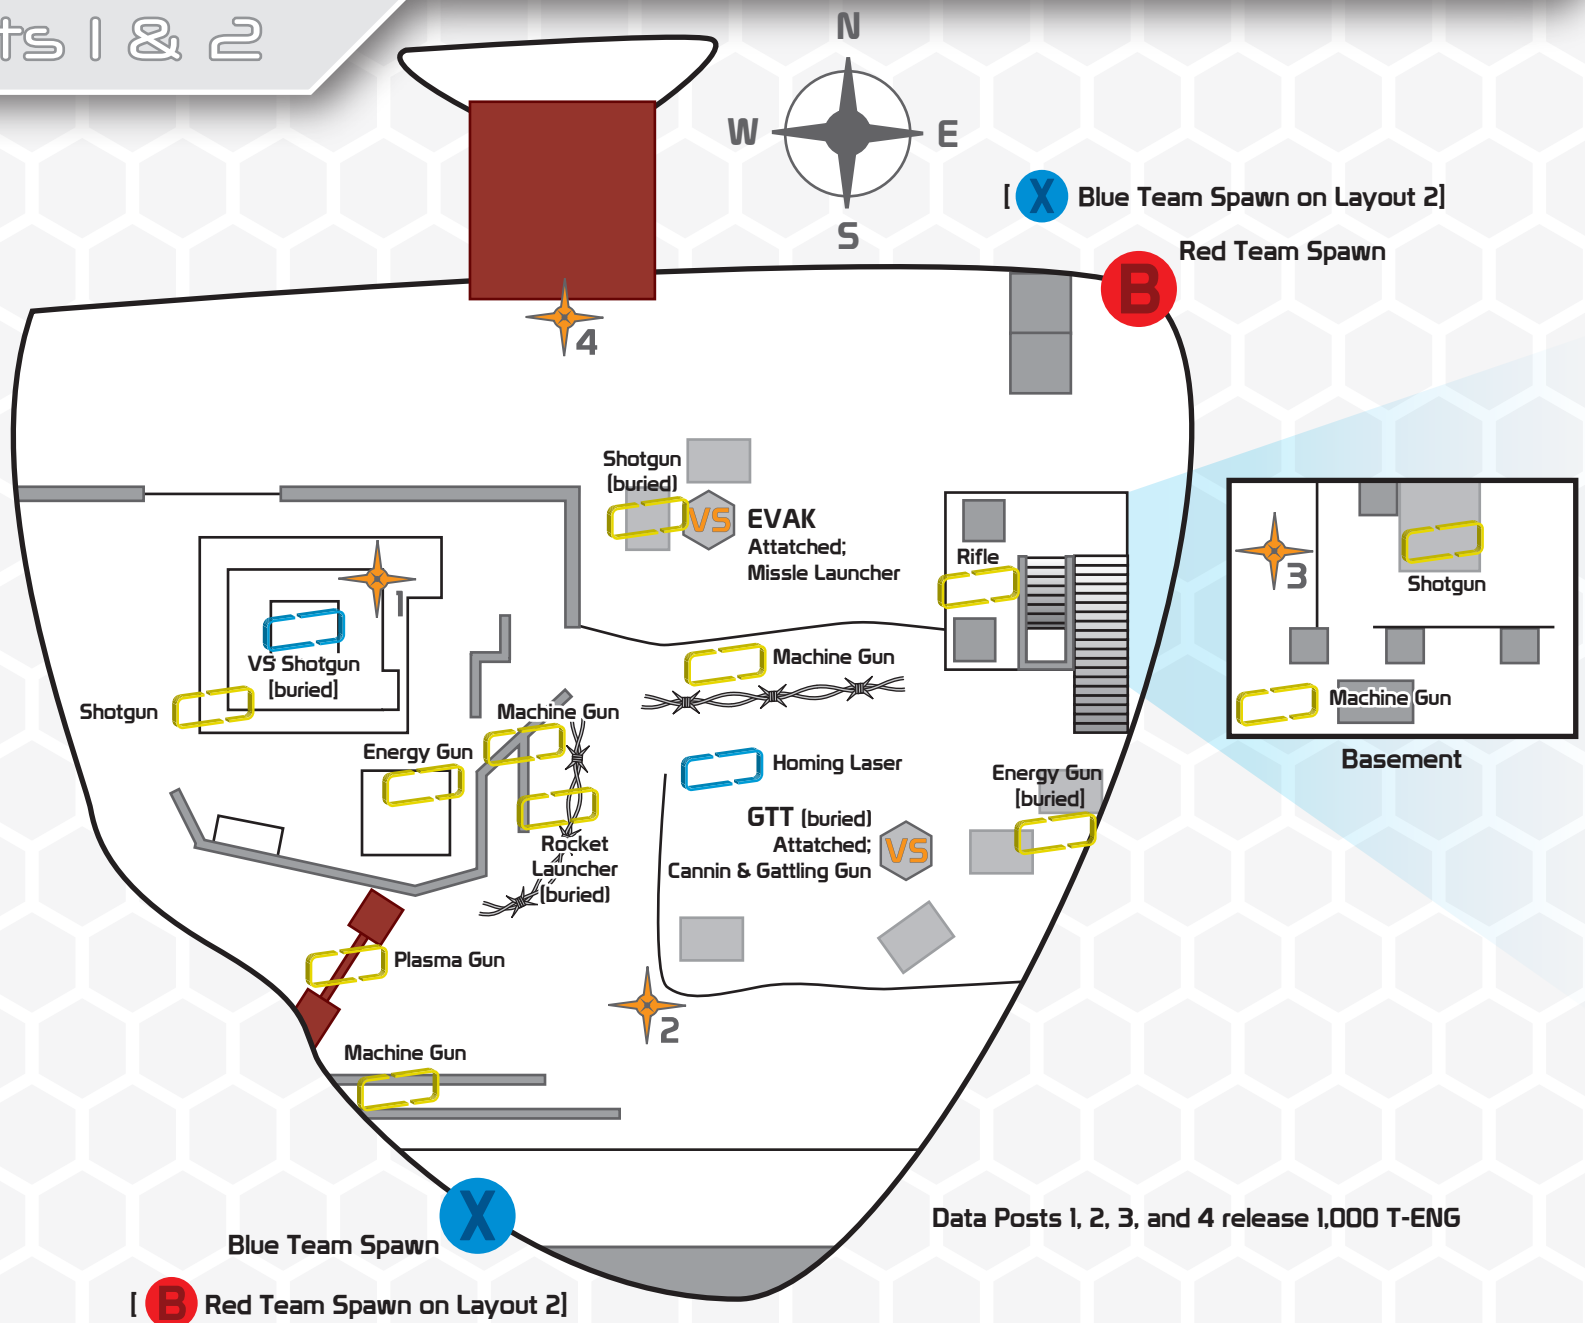 ts 1 & 2
N
W
E
S
[ X Blue Team Spawn on Layout 2]
Red Team Spawn
B
4
Shotgun
(buried)
VS
EVAK
Attatched;
Missle Launcher
Rifle
3
Shotgun
1
VS Shotgun
[buried]
Machine Gun
Shotgun
Machine Gun
Machine Gun
Energy Gun
Homing Laser
Basement
Energy Gun
[buried]
GTT (buried)
Attatched;
Cannin & Gattling Gun
VS
Rocket
Launcher
(buried)
Plasma Gun
2
Machine Gun
X
Data Posts 1, 2, 3, and 4 release 1,000 T-ENG
Blue Team Spawn
[ B Red Team Spawn on Layout 2]